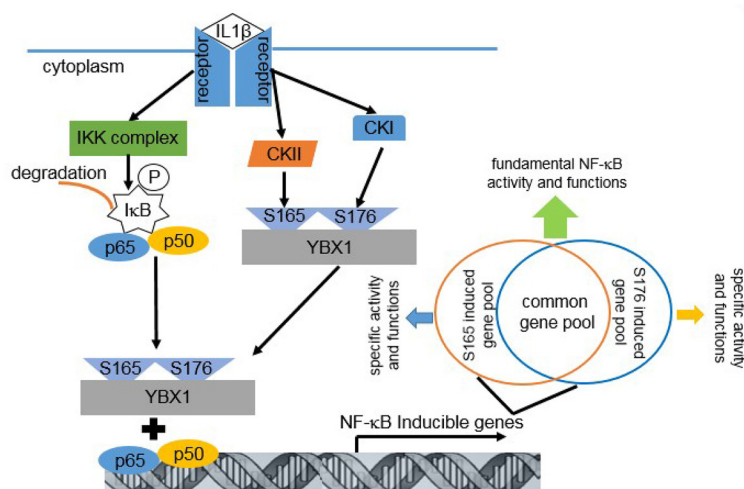 IL1β
receptor
receptor
cytoplasm
IKK complex
CKII
CKI
degradation
P
IκB
p65
p50
S165
S176
YBX1
fundamental NF-κB
activity and functions
S165 induced
gene pool
common
gene pool
S176 induced
gene pool
specific activity
and functions
specific activity
and functions
S165
S176
YBX1
NF-κB Inducible genes
p65
p50